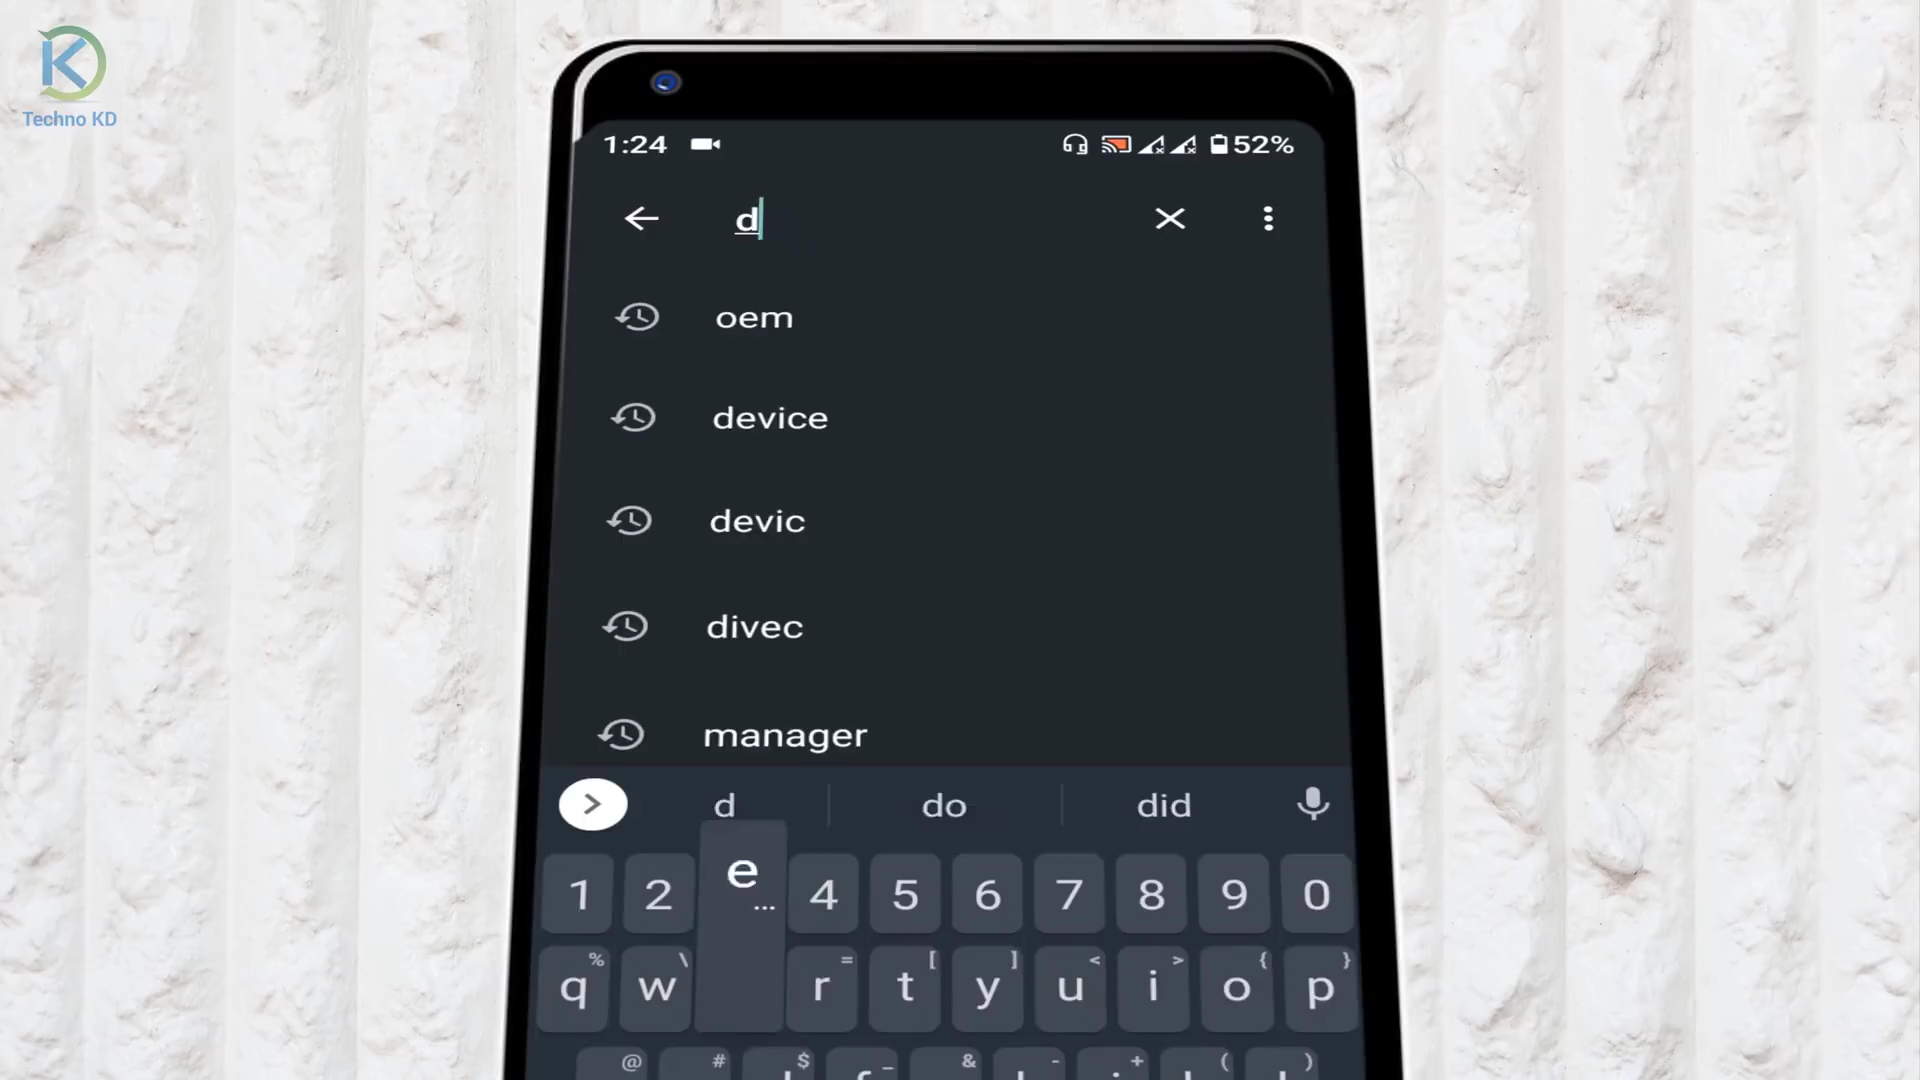 K
Techno KD
1:24
52%
d
oem
device
devic
divec
manager
d do did
e
...
1 2 4 5 6 7 8 9 0
% \ = [ ] < > { }
q w r t y u i o p
@ # $ _ & - + ( )